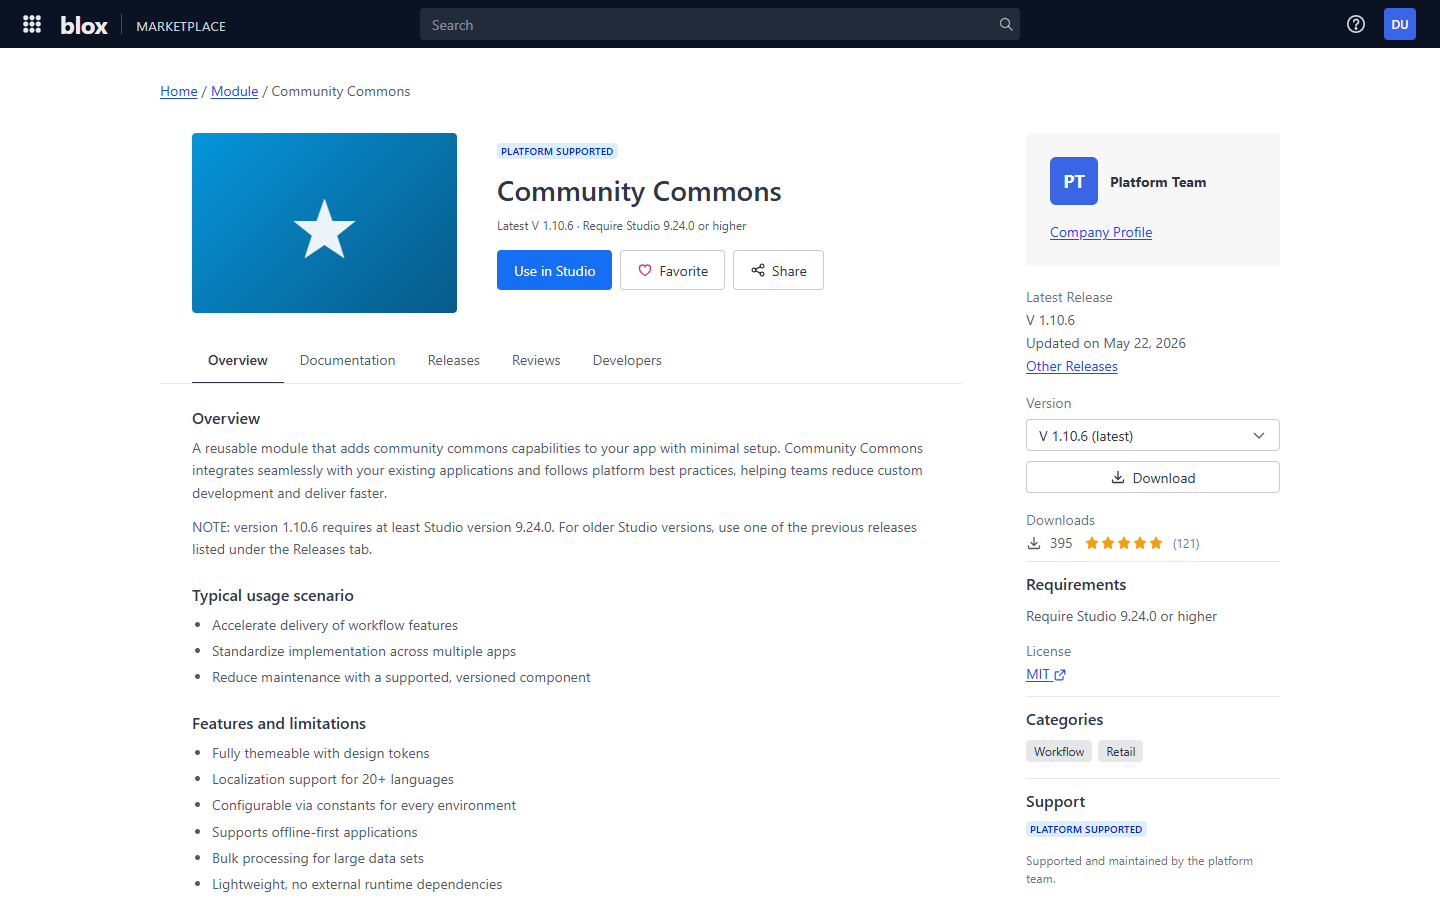 blox
MARKETPLACE
Search
DU
Home / Module / Community Commons
PLATFORM SUPPORTED
Community Commons
Latest V 1.10.6 · Require Studio 9.24.0 or higher
Use in Studio
Favorite
Share
Overview
Documentation
Releases
Reviews
Developers
Overview
A reusable module that adds community commons capabilities to your app with minimal setup. Community Commons
integrates seamlessly with your existing applications and follows platform best practices, helping teams reduce custom
development and deliver faster.
NOTE: version 1.10.6 requires at least Studio version 9.24.0. For older Studio versions, use one of the previous releases
listed under the Releases tab.
Typical usage scenario
Accelerate delivery of workflow features
Standardize implementation across multiple apps
Reduce maintenance with a supported, versioned component
Features and limitations
Fully themeable with design tokens
Localization support for 20+ languages
Configurable via constants for every environment
Supports offline-first applications
Bulk processing for large data sets
Lightweight, no external runtime dependencies
PT
Platform Team
Company Profile
Latest Release
V 1.10.6
Updated on May 22, 2026
Other Releases
Version
V 1.10.6 (latest)
Download
Downloads
395
(121)
Requirements
Require Studio 9.24.0 or higher
License
MIT
Categories
Workflow
Retail
Support
PLATFORM SUPPORTED
Supported and maintained by the platform
team.